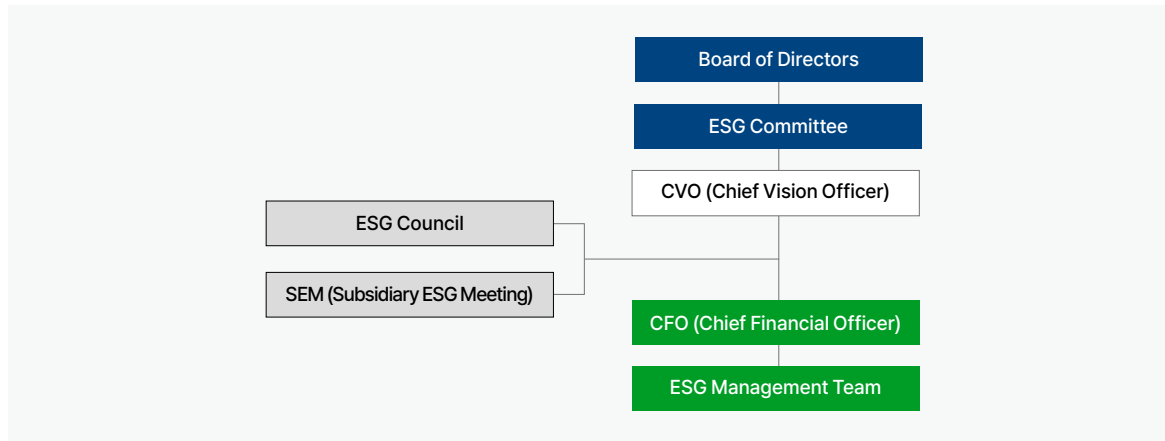 Board of Directors
ESG Committee
CVO (Chief Vision Officer)
ESG Council
SEM (Subsidiary ESG Meeting)
CFO (Chief Financial Officer)
ESG Management Team